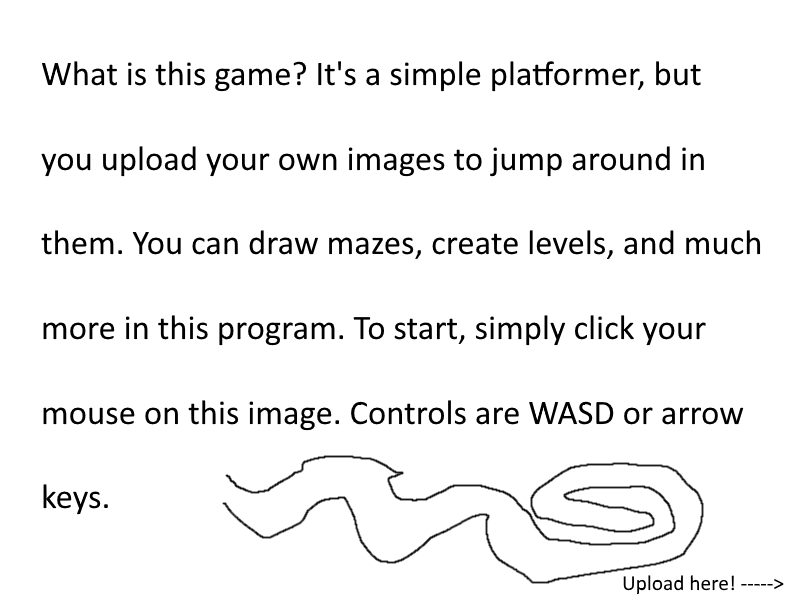 What is this game? It's a simple platformer, but
you upload your own images to jump around in
them. You can draw mazes, create levels, and much
more in this program. To start, simply click your
mouse on this image. Controls are WASD or arrow
keys.
Upload here! ----->